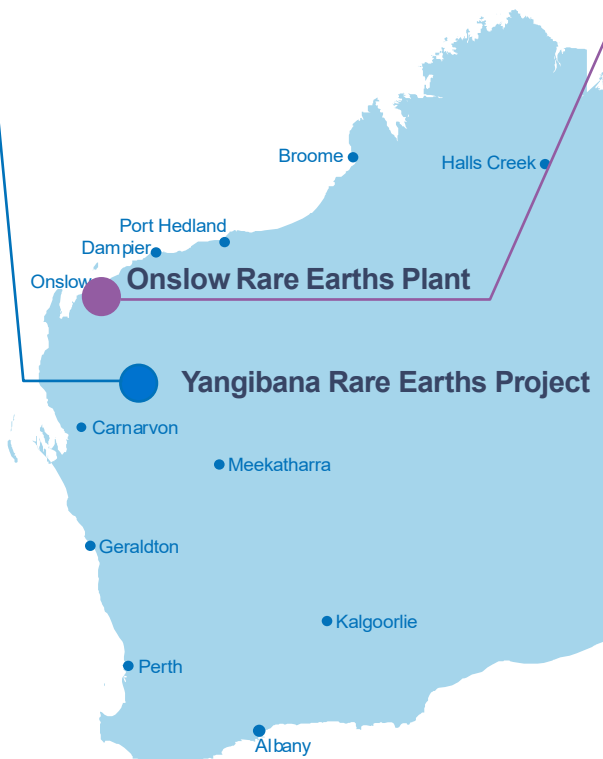 Broome
Halls Creek
Port Hedland
Dampier
Onslow
Onslow Rare Earths Plant
Yangibana Rare Earths Project
Carnarvon
Meekatharra
Geraldton
Kalgoorlie
Perth
Albany